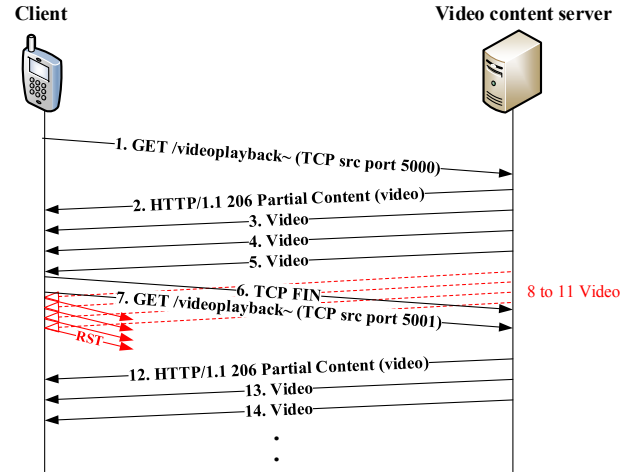 Client
Video content server
1. GET /videoplayback~ (TCP src port 5000)
2. HTTP/1.1 206 Partial Content (video)
3. Video
4. Video
5. Video
6. TCP FIN
8 to 11 Video
7. GET /videoplayback~ (TCP src port 5001)
RST
12. HTTP/1.1 206 Partial Content (video)
13. Video
14. Video